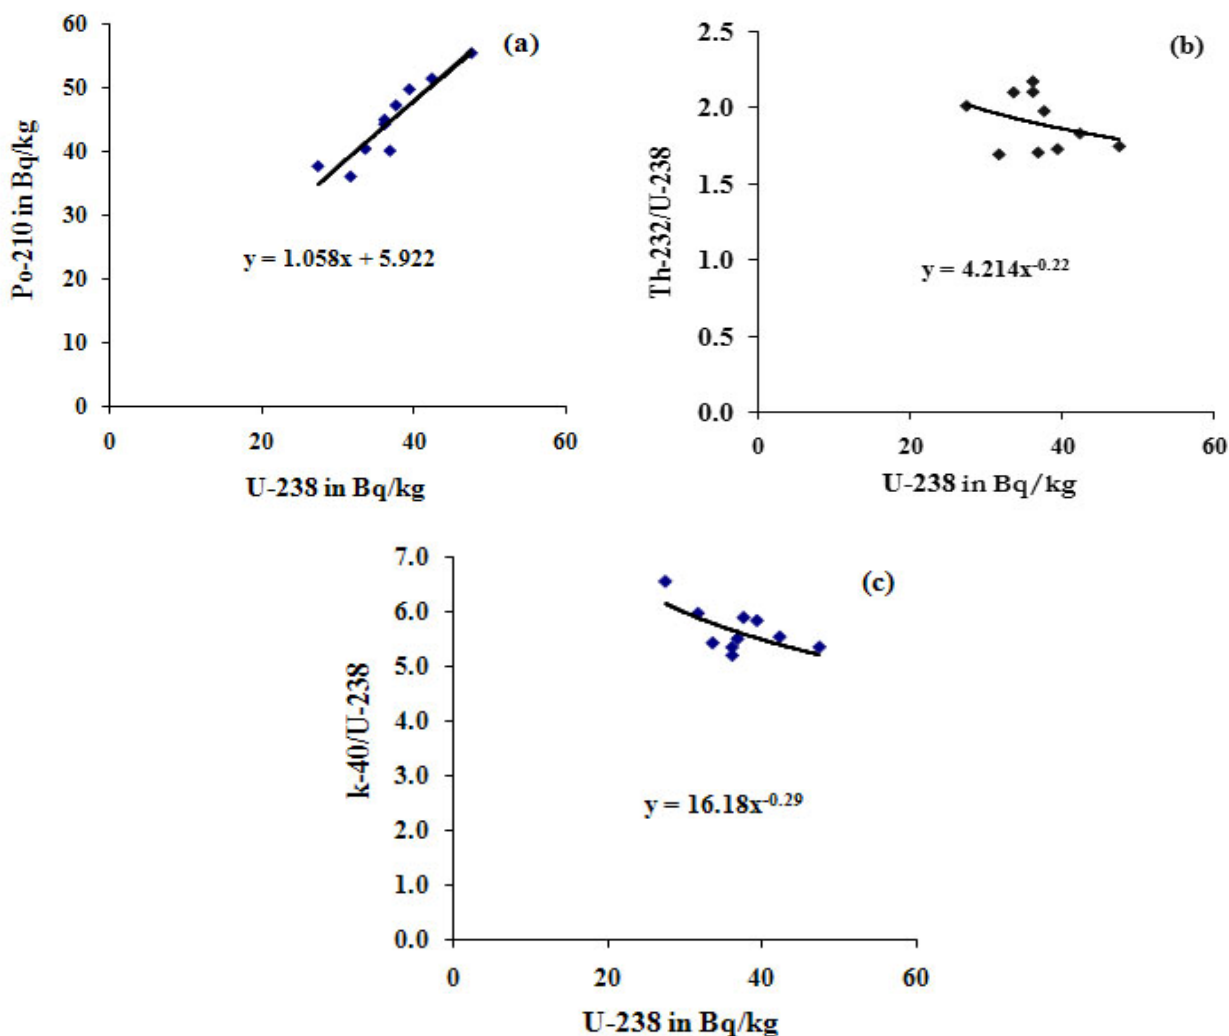 (a)
60
50
40
30
20
10
0
Po-210 in Bq/kg
y = 1.058x + 5.922
0 20 40 60
U-238 in Bq/kg
(b)
2.5
2.0
1.5
1.0
0.5
0.0
Th-232/U-238
y = 4.214x^-0.22
0 20 40 60
U-238 in Bq/kg
(c)
7.0
6.0
5.0
4.0
3.0
2.0
1.0
0.0
k-40/U-238
y = 16.18x^-0.29
0 20 40 60
U-238 in Bq/kg